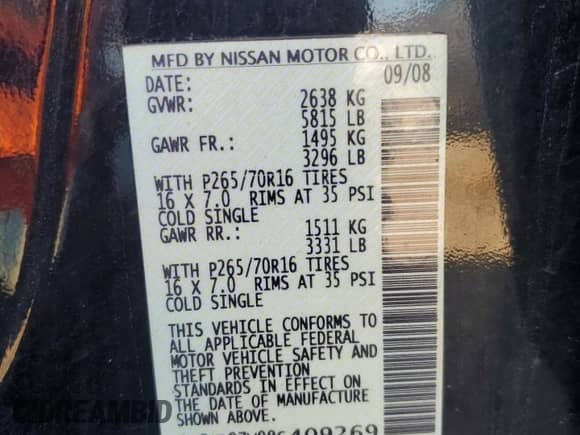 MFD BY NISSAN MOTOR CO., LTD.
DATE: 09/08
GVWR: 2638 KG
5815 LB
GAWR FR.: 1495 KG
3296 LB
WITH P265/70R16 TIRES
16 X 7.0 RIMS AT 35 PSI
COLD SINGLE
GAWR RR.: 1511 KG
3331 LB
WITH P265/70R16 TIRES
16 X 7.0 RIMS AT 35 PSI
COLD SINGLE
THIS VEHICLE CONFORMS TO
ALL APPLICABLE FEDERAL
MOTOR VEHICLE SAFETY AND
THEFT PREVENTION
STANDARDS IN EFFECT ON
THE DATE OF MANUFACTURE
SHOWN ABOVE.
DREAMBID